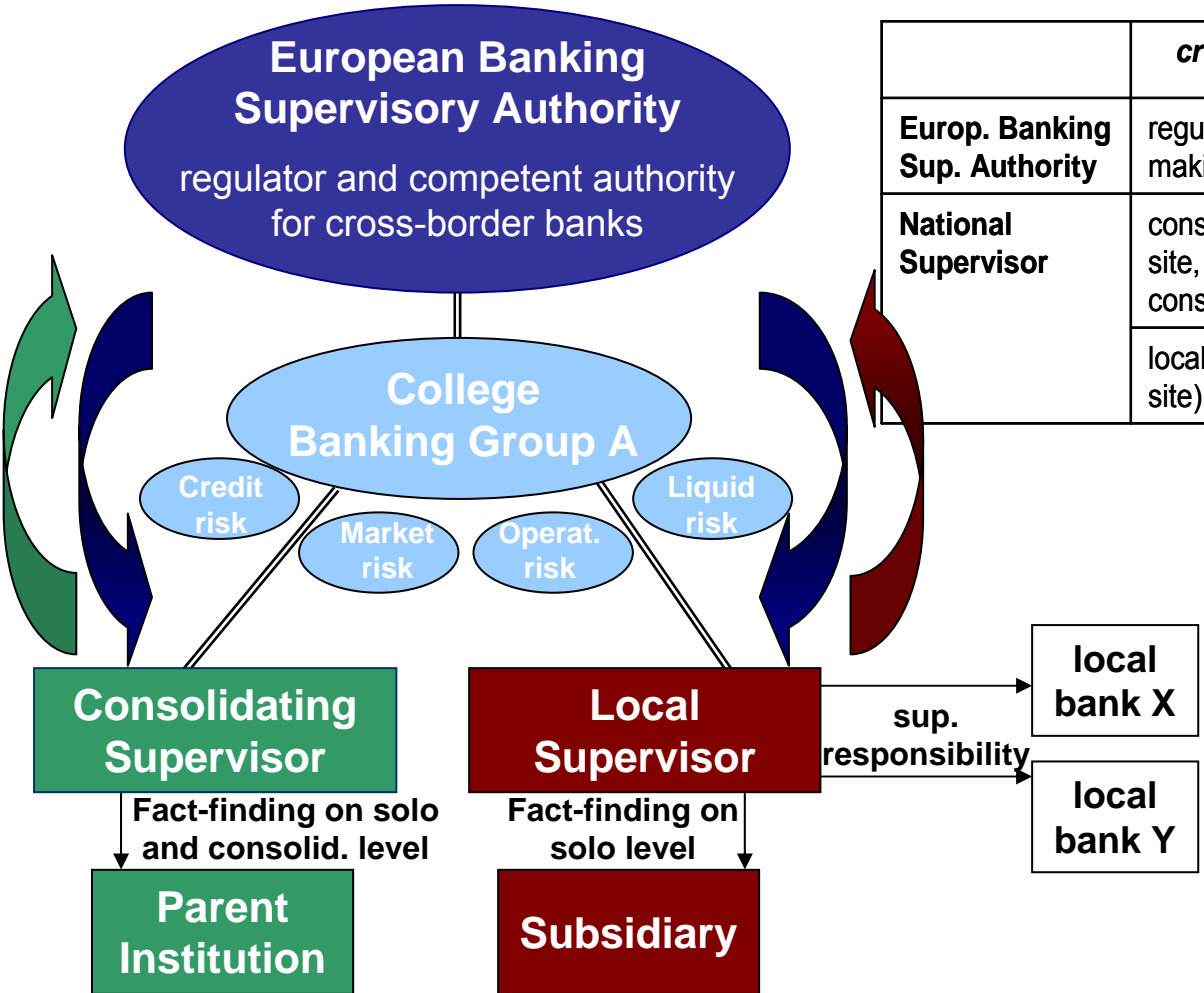 European Banking
Supervisory Authority
regulator and competent authority
for cross-border banks
Europ. Banking
Sup. Authority
National
Supervisor
site,
local
site)
College
Banking Group A
Credit
risk
Market
risk
Operat.
risk
Liquid
risk
Consolidating
Supervisor
Local
Supervisor
sup.
responsibility
local
bank X
local
bank Y
Fact-finding on solo
and consolid. level
Fact-finding on
solo level
Parent
Institution
Subsidiary